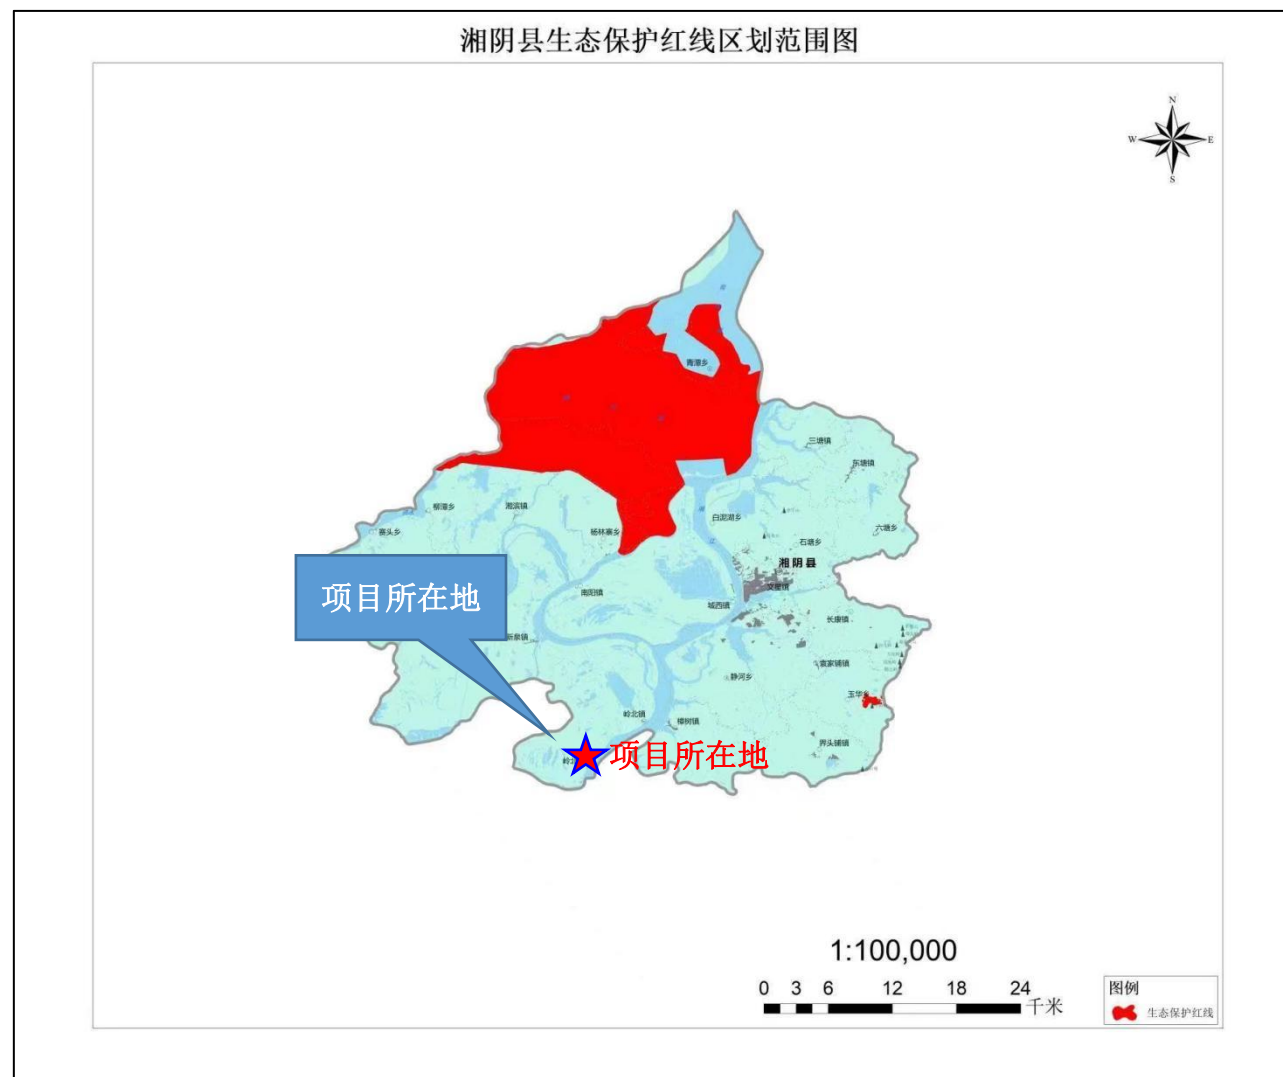 湘阴县生态保护红线区划范围图
N
W
E
S
青潭乡
三塘镇
东塘镇
柳潭乡
湘滨镇
白泥湖乡
六塘乡
寨头乡
杨林寨乡
石塘乡
湘阴县
项目所在地
南阳镇
文星镇
城西镇
长康镇
新泉镇
袁家铺镇
静河乡
玉华乡
岭北镇
樟树镇
界头铺镇
项目所在地
1:100,000
0 3 6 12 18 24
千米
图例
生态保护红线